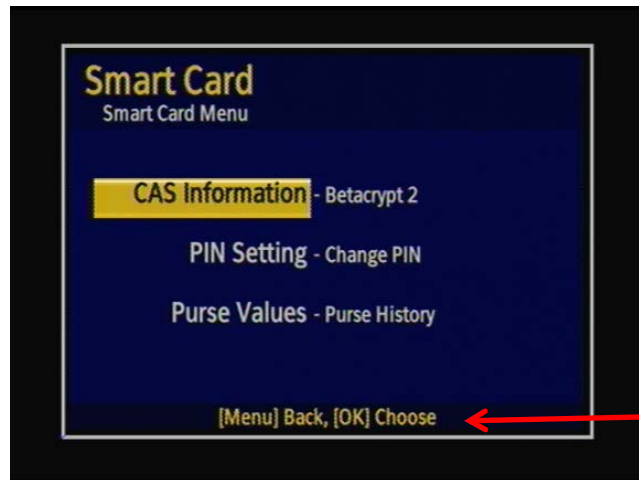 Smart Card
Smart Card Menu
CAS Information - Betacrypt 2
PIN Setting - Change PIN
Purse Values - Purse History
[Menu] Back, [OK] Choose